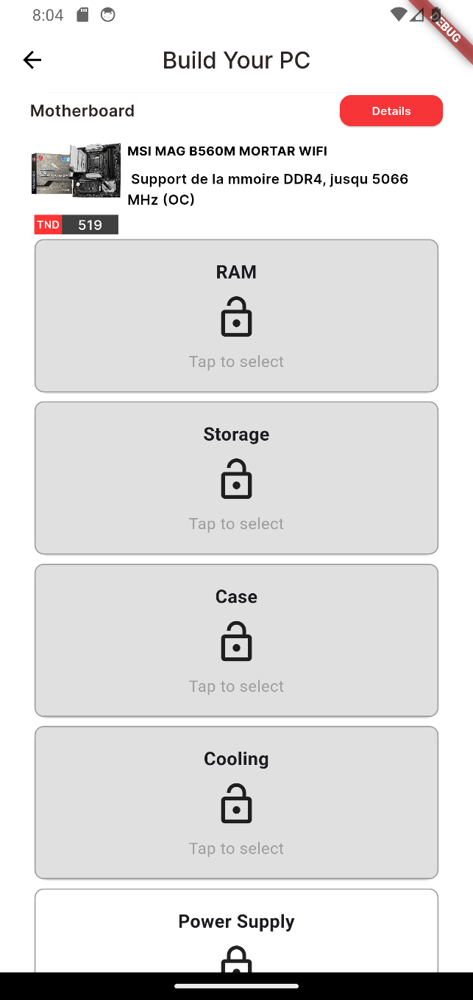 8:04
DEBUG
Build Your PC
Motherboard
Details
MSI MAG B560M MORTAR WIFI
Support de la mmoire DDR4, jusqu 5066
MHz (OC)
TND 519
RAM
Tap to select
Storage
Tap to select
Case
Tap to select
Cooling
Tap to select
Power Supply